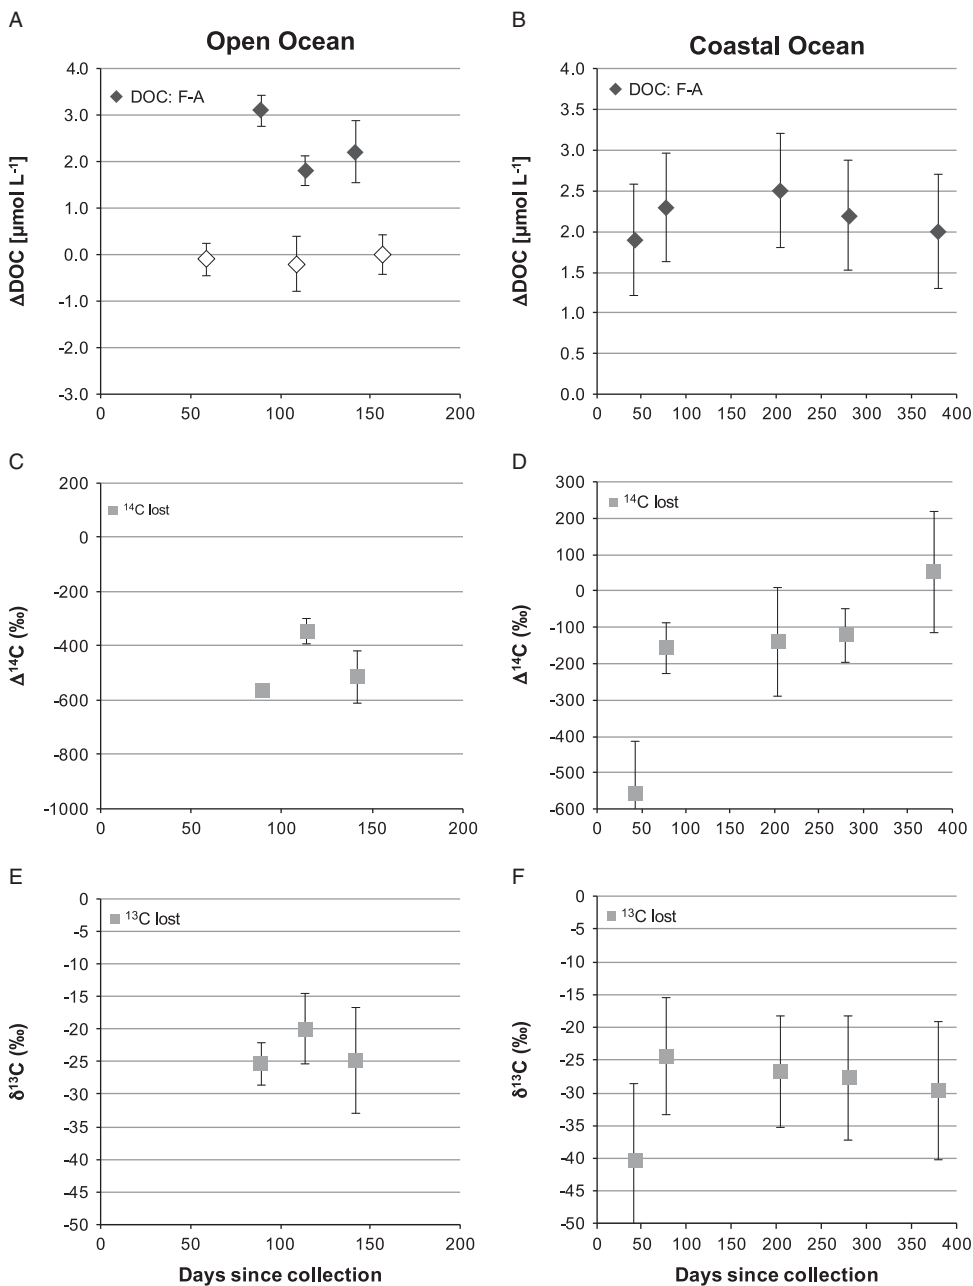 A
Open Ocean
4.0
3.0
2.0
1.0
0.0
-1.0
-2.0
-3.0
DOC: F-A
ΔDOC [µmol L⁻¹]
0 50 100 150 200
B
Coastal Ocean
4.0
3.5
3.0
2.5
2.0
1.5
1.0
0.5
0.0
DOC: F-A
ΔDOC [µmol L⁻¹]
0 50 100 150 200 250 300 350 400
C
200
0
-200
-400
-600
-800
-1000
¹⁴C lost
Δ¹⁴C (‰)
0 50 100 150 200
D
300
200
100
0
-100
-200
-300
-400
-500
-600
¹⁴C lost
Δ¹⁴C (‰)
0 50 100 150 200 250 300 350 400
E
0
-5
-10
-15
-20
-25
-30
-35
-40
-45
-50
¹³C lost
δ¹³C (‰)
0 50 100 150 200
Days since collection
F
0
-5
-10
-15
-20
-25
-30
-35
-40
-45
-50
¹³C lost
δ¹³C (‰)
0 50 100 150 200 250 300 350 400
Days since collection